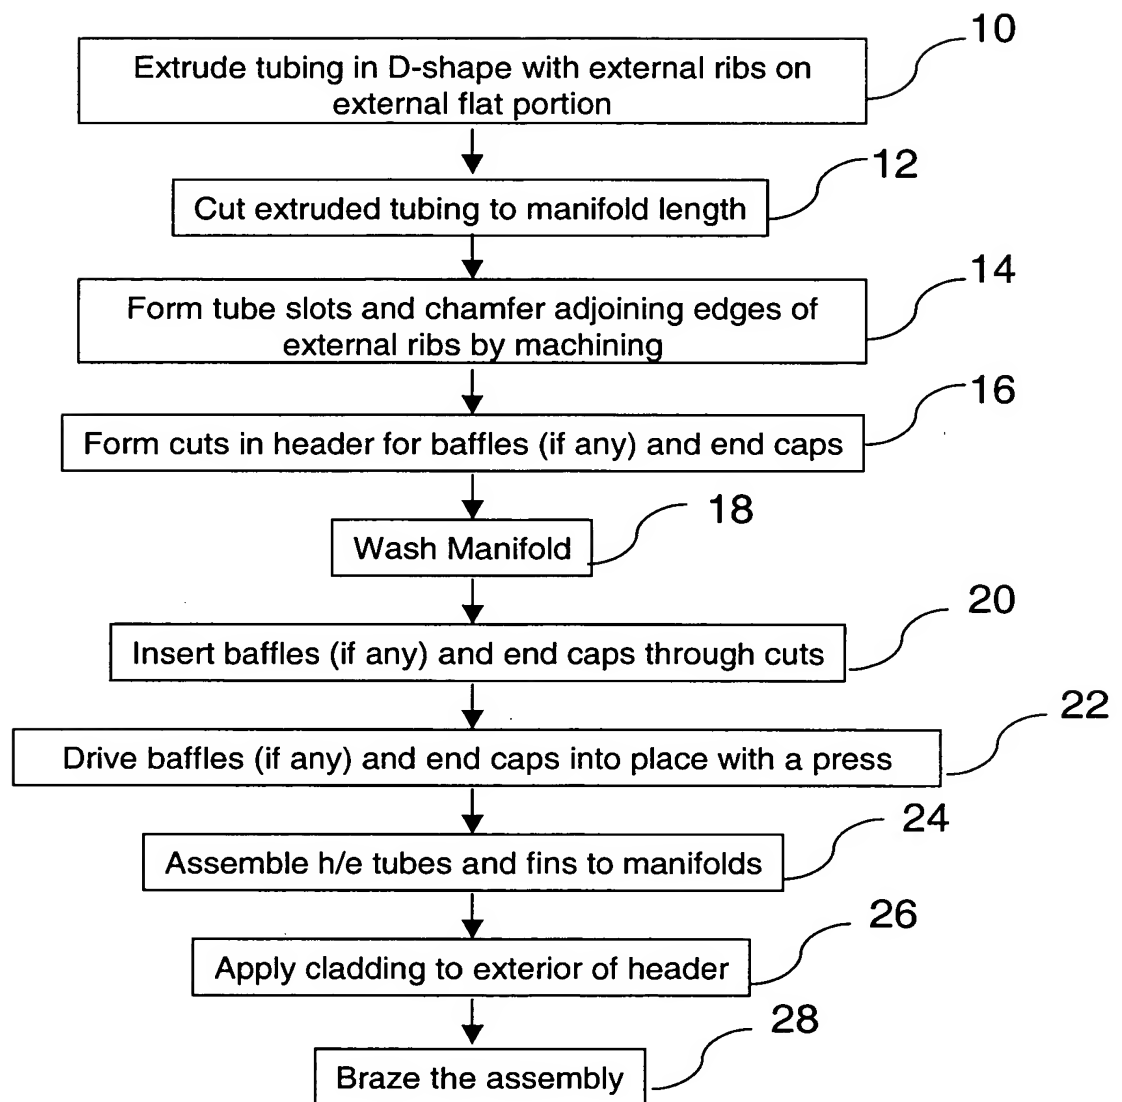 10
Extrude tubing in D-shape with external ribs on
external flat portion
12
Cut extruded tubing to manifold length
14
Form tube slots and chamfer adjoining edges of
external ribs by machining
16
Form cuts in header for baffles (if any) and end caps
18
Wash Manifold
20
Insert baffles (if any) and end caps through cuts
22
Drive baffles (if any) and end caps into place with a press
24
Assemble h/e tubes and fins to manifolds
26
Apply cladding to exterior of header
28
Braze the assembly